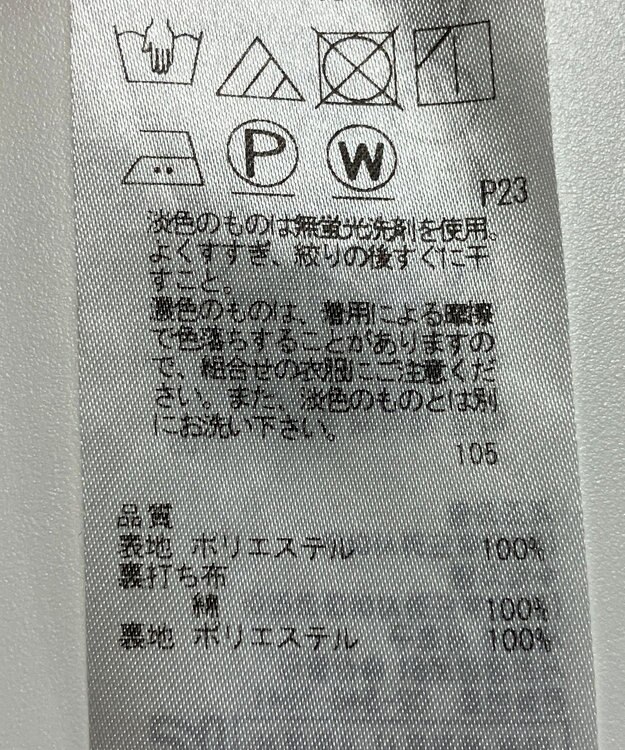 P
W
P23
淡色のものは無蛍光洗剤を使用。
よくすすぎ、絞りの後すぐに干
すこと。
濃色のものは、着用による摩擦
で色落ちすることがありますの
で、組合せの衣服にご注意くだ
さい。また、淡色のものとは別
にお洗い下さい。
105
品質
表地 ポリエステル 100%
裏打ち布
綿 100%
裏地 ポリエステル 100%